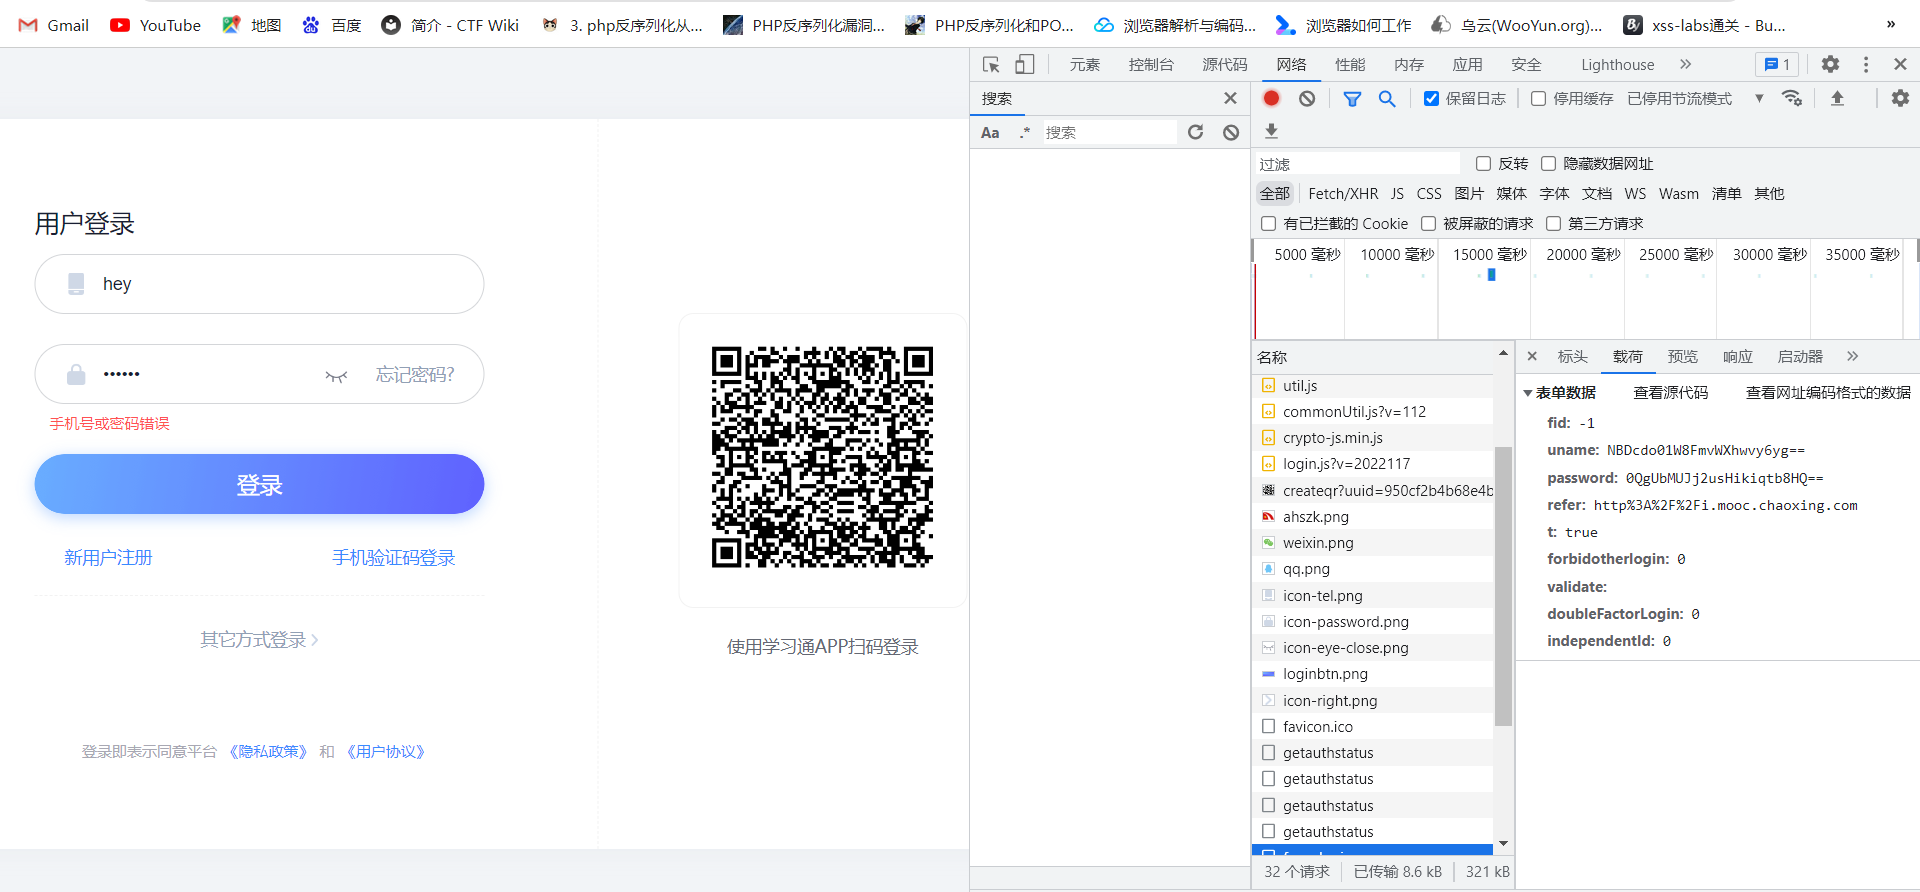 Gmail YouTube 地图 百度 简介 - CTF Wiki 3. php反序列化从... PHP反序列化漏洞... PHP反序列化和PO... 浏览器解析与编码... 浏览器如何工作 乌云(WooYun.org)... xss-labs通关 - Bu... »
元素 控制台 源代码 网络 性能 内存 应用 安全 Lighthouse » 1
搜索
保留日志 停用缓存 已停用节流模式
Aa .* 搜索
过滤 反转 隐藏数据网址
全部 Fetch/XHR JS CSS 图片 媒体 字体 文档 WS Wasm 清单 其他
有已拦截的 Cookie 被屏蔽的请求 第三方请求
5000 毫秒 10000 毫秒 15000 毫秒 20000 毫秒 25000 毫秒 30000 毫秒 35000 毫秒
用户登录
hey
•••••• 忘记密码?
手机号或密码错误
登录
新用户注册 手机验证码登录
其它方式登录 >
登录即表示同意平台 《隐私政策》 和 《用户协议》
使用学习通APP扫码登录
名称
util.js
commonUtil.js?v=112
crypto-js.min.js
login.js?v=2022117
createqr?uuid=950cf2b4b68e4b
ahszk.png
weixin.png
qq.png
icon-tel.png
icon-password.png
icon-eye-close.png
loginbtn.png
icon-right.png
favicon.ico
getauthstatus
getauthstatus
getauthstatus
getauthstatus
32 个请求 已传输 8.6 kB 321 kB
标头 载荷 预览 响应 启动器 »
表单数据 查看源代码 查看网址编码格式的数据
fid: -1
uname: NBDcdo01W8FmvWXhwvy6yg==
password: 0QgUbMUJj2usHikiqtb8HQ==
refer: http%3A%2F%2Fi.mooc.chaoxing.com
t: true
forbidotherlogin: 0
validate:
doubleFactorLogin: 0
independentId: 0